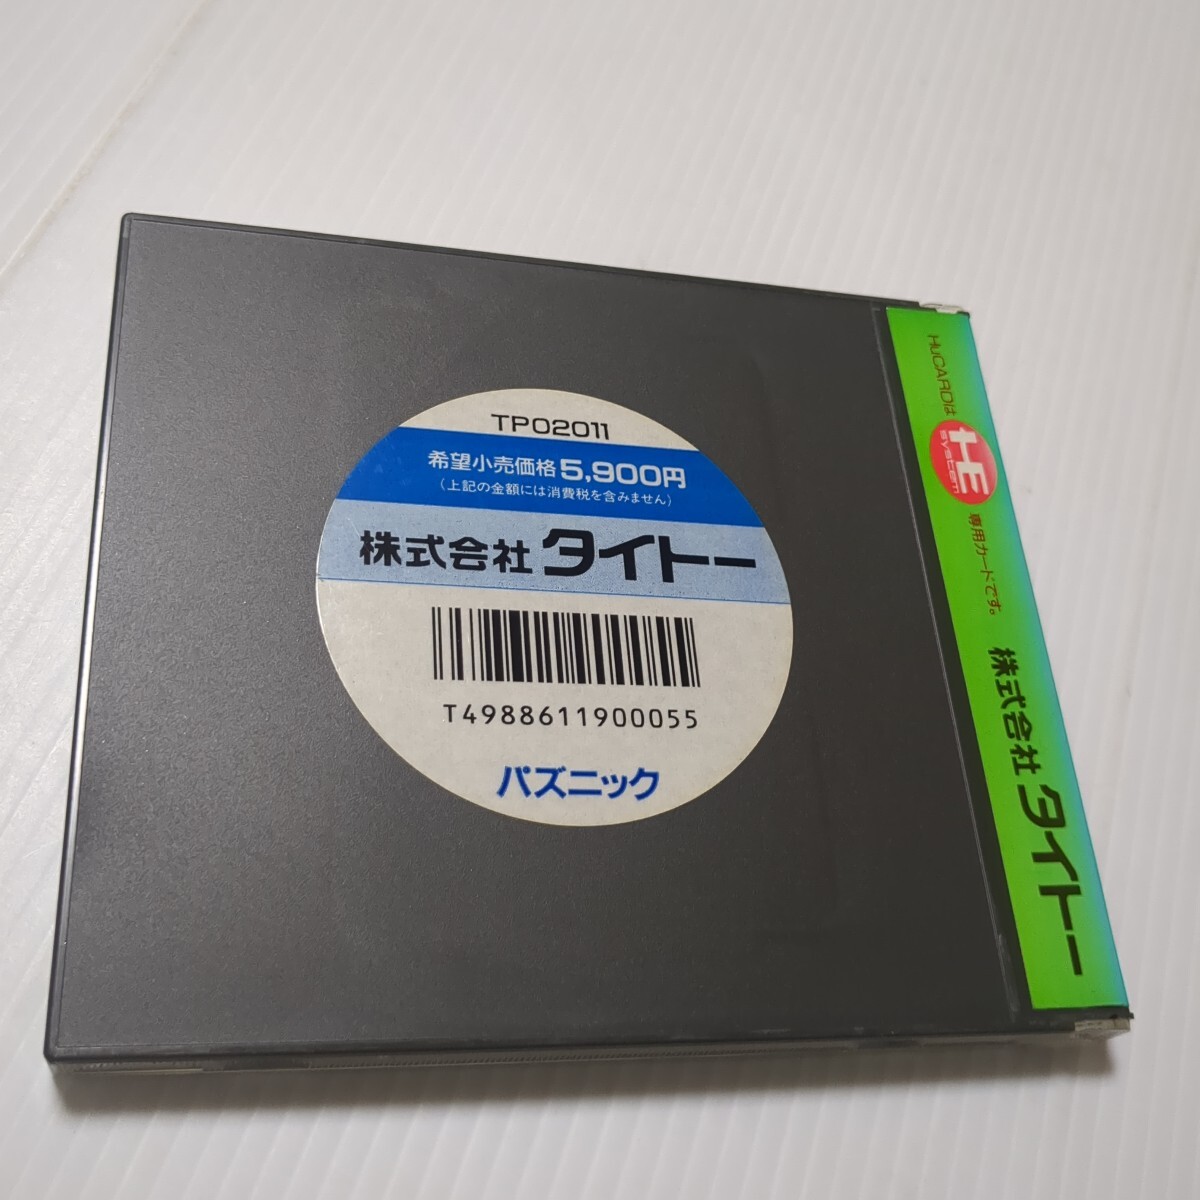 TP02011
希望小売価格5,900円
(上記の金額には消費税を含みません)
株式会社タイトー
T4988611900055
パズニック
HuCARDは HE system 専用カードです。 株式会社タイトー